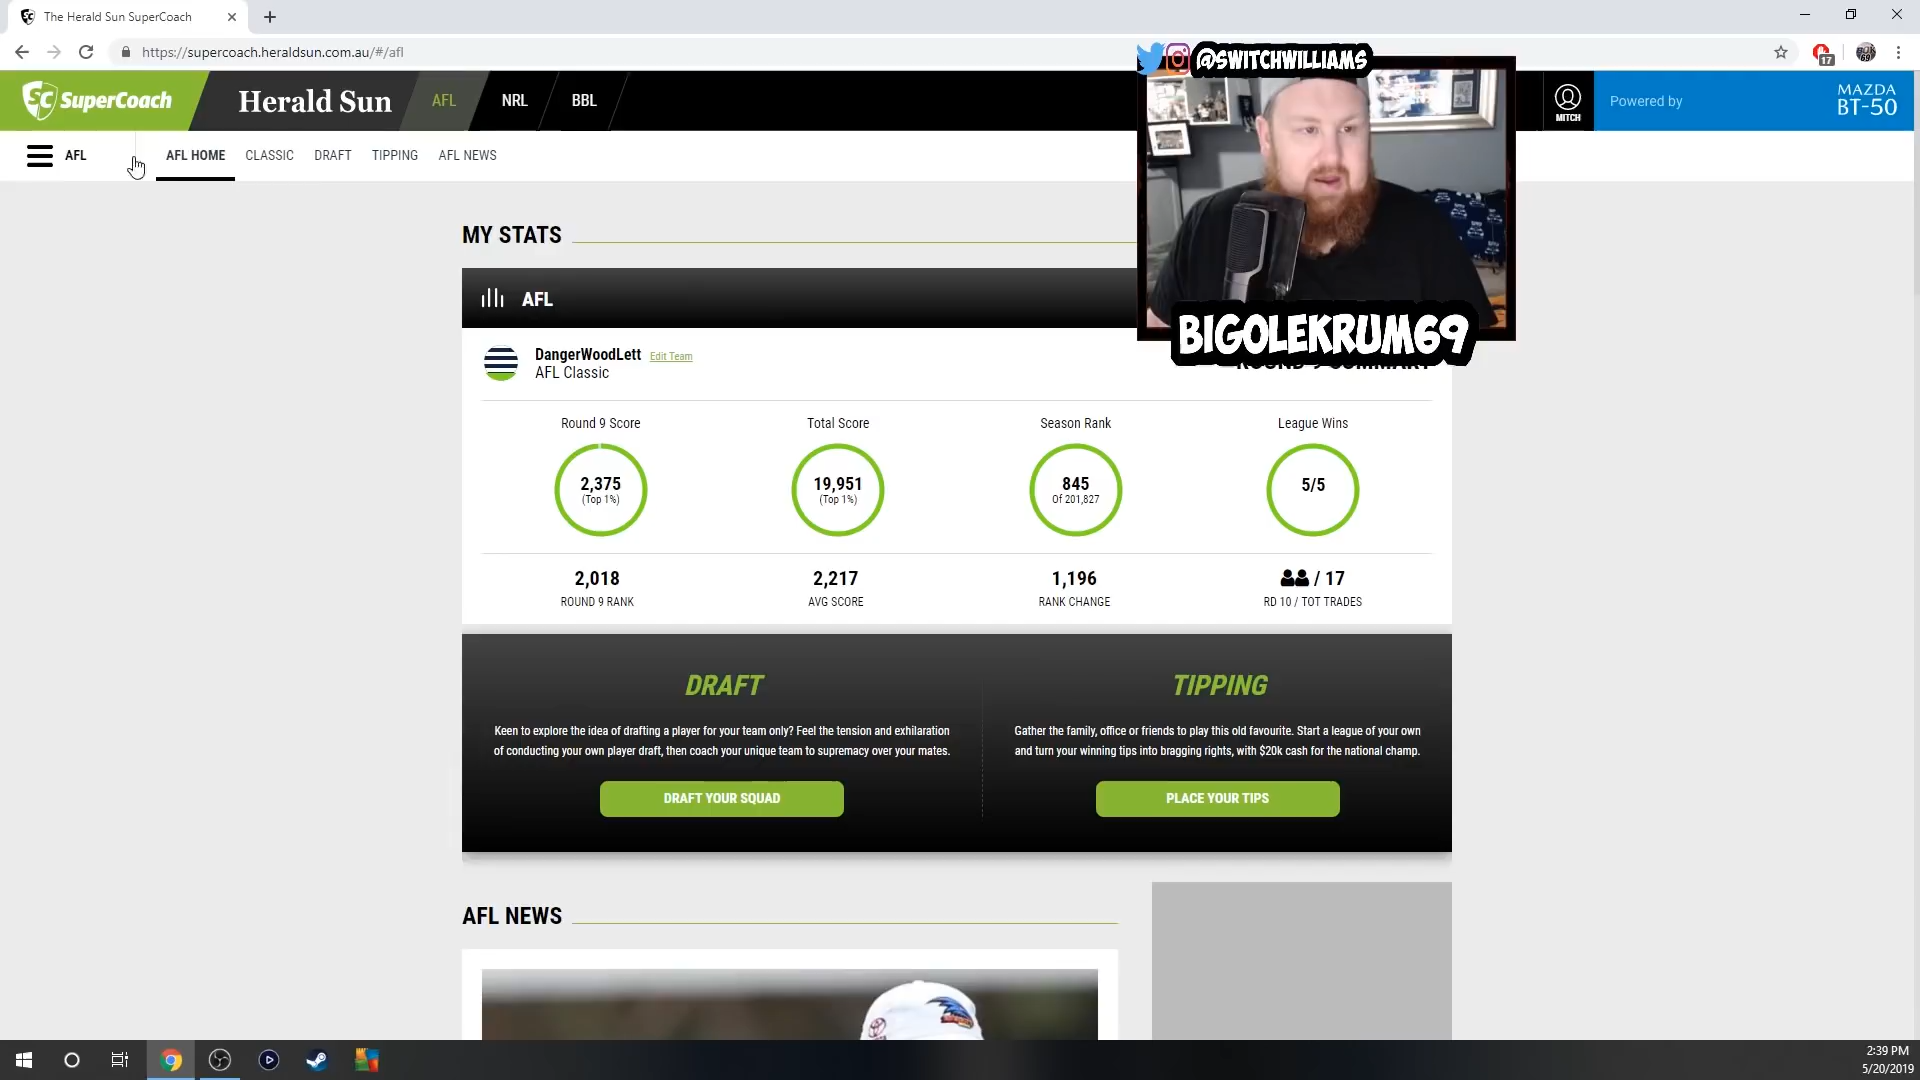 The Herald Sun SuperCoach
https://supercoach.heraldsun.com.au/#/afl
17
@SWITCHWILLIAMS
SC SuperCoach
Herald Sun
AFL
NRL
BBL
MITCH
Powered by
MAZDA
BT-50
AFL
AFL HOME
CLASSIC
DRAFT
TIPPING
AFL NEWS
MY STATS
AFL
BIGOLEKRUM69
DangerWoodLett Edit Team
AFL Classic
ROUND 9 SUMMARY
Round 9 Score
Total Score
Season Rank
League Wins
2,375
(Top 1%)
19,951
(Top 1%)
845
Of 201,827
5/5
2,018
ROUND 9 RANK
2,217
AVG SCORE
1,196
RANK CHANGE
/ 17
RD 10 / TOT TRADES
DRAFT
Keen to explore the idea of drafting a player for your team only? Feel the tension and exhilaration
of conducting your own player draft, then coach your unique team to supremacy over your mates.
DRAFT YOUR SQUAD
TIPPING
Gather the family, office or friends to play this old favourite. Start a league of your own
and turn your winning tips into bragging rights, with $20k cash for the national champ.
PLACE YOUR TIPS
AFL NEWS
2:39 PM
5/20/2019